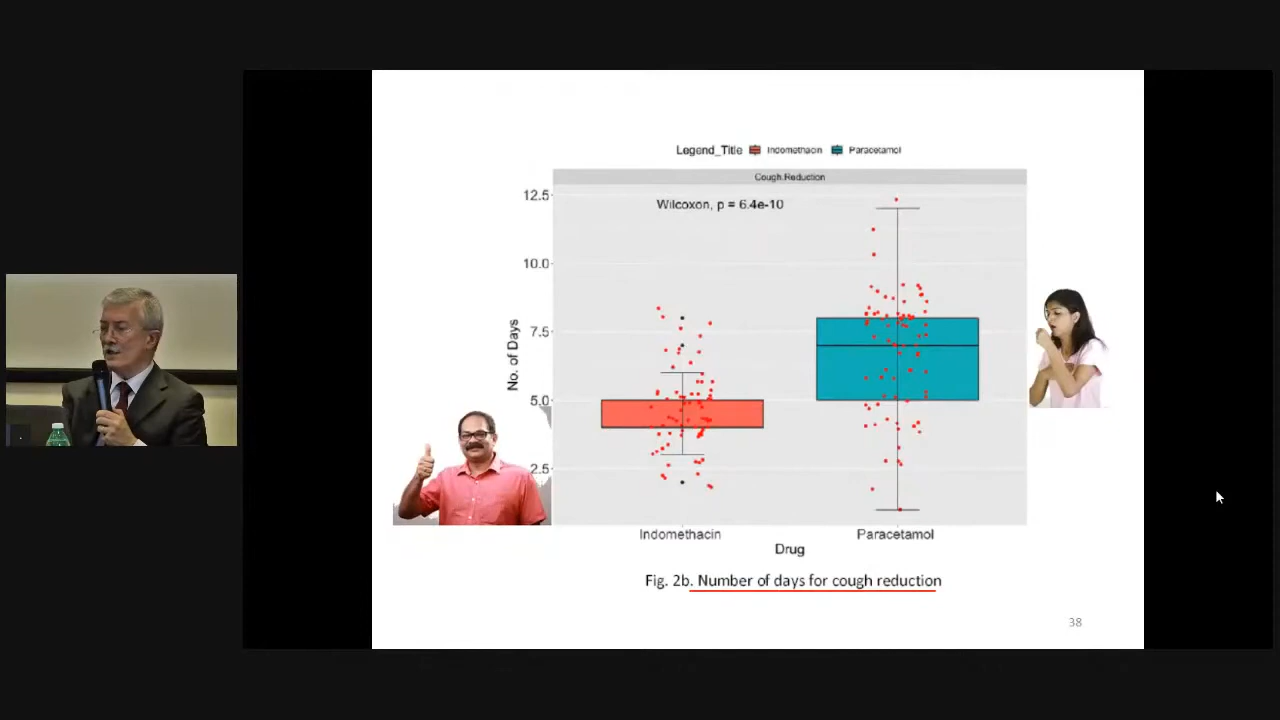 Legend_Title Indomethacin Paracetamol
Cough.Reduction
Wilcoxon, p = 6.4e-10
12.5
10.0
7.5
5.0
2.5
No. of Days
Indomethacin Paracetamol
Drug
Fig. 2b. Number of days for cough reduction
38